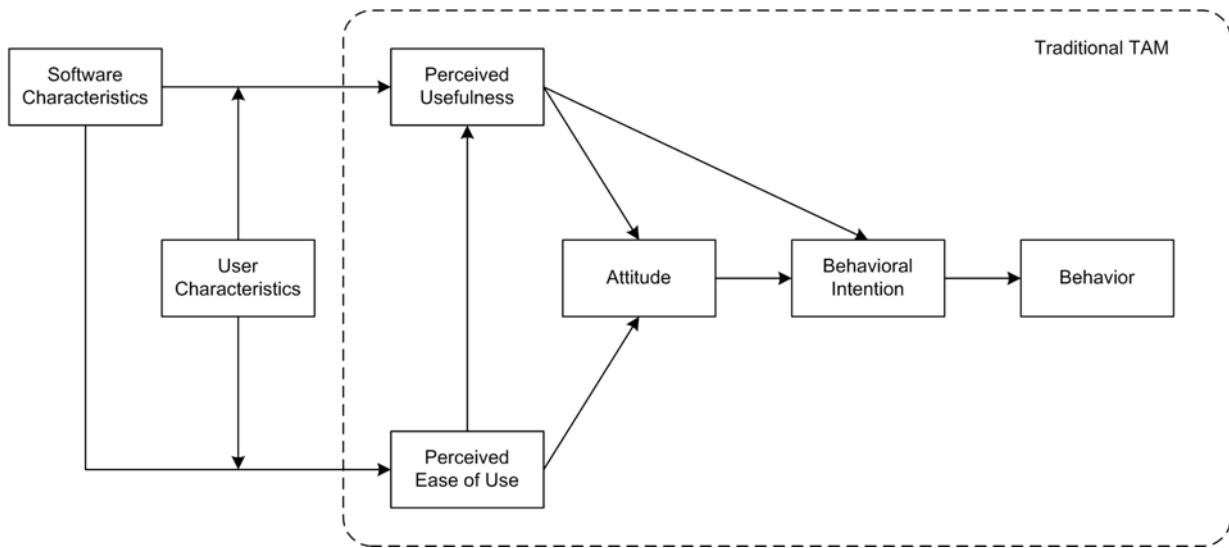 Traditional TAM
Software
Characteristics
Perceived
Usefulness
User
Characteristics
Attitude
Behavioral
Intention
Behavior
Perceived
Ease of Use